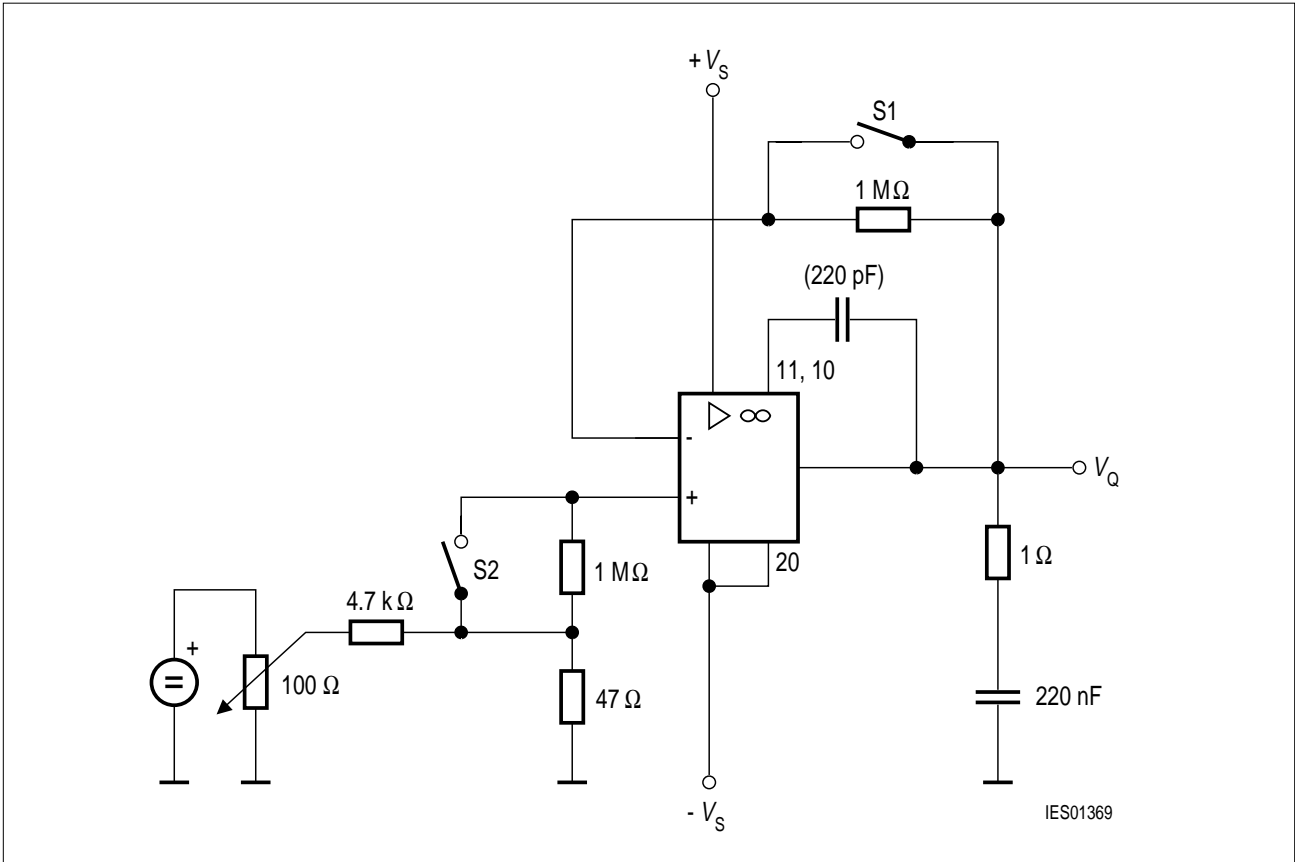 + VS
S1
1 MΩ
(220 pF)
11, 10
▷ ∞
-
VQ
+
20
1 Ω
S2
1 MΩ
4.7 k Ω
+
=
100 Ω
47 Ω
220 nF
- VS
IES01369